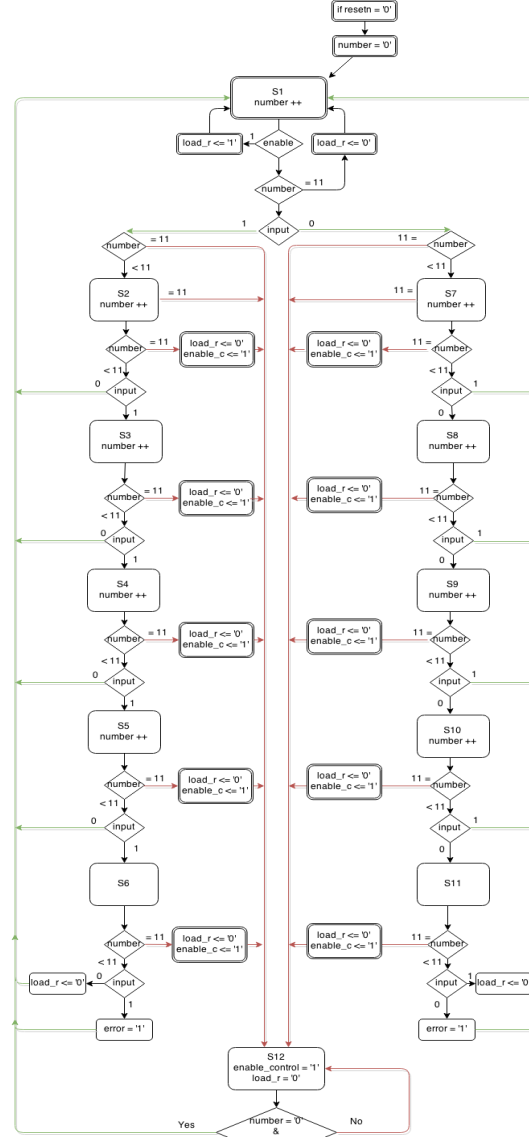 if resetn = '0'
number = '0'
S1
number ++
load_r <= '1'
1
enable
load_r <= '0'
number
= 11
1
input
0
number
= 11
11 =
number
< 11
< 11
S2
number ++
= 11
11 =
S7
number ++
number
= 11
load_r <= '0'
enable_c <= '1'
load_r <= '0'
enable_c <= '1'
11 =
number
< 11
< 11
0
input
input
1
1
0
S3
number ++
S8
number ++
number
= 11
load_r <= '0'
enable_c <= '1'
load_r <= '0'
enable_c <= '1'
11 =
number
< 11
< 11
0
input
input
1
1
0
S4
number ++
S9
number ++
number
= 11
load_r <= '0'
enable_c <= '1'
load_r <= '0'
enable_c <= '1'
11 =
number
< 11
< 11
0
input
input
1
1
0
S5
number ++
S10
number ++
number
= 11
load_r <= '0'
enable_c <= '1'
load_r <= '0'
enable_c <= '1'
11 =
number
< 11
< 11
0
input
input
1
1
0
S6
S11
number
= 11
load_r <= '0'
enable_c <= '1'
load_r <= '0'
enable_c <= '1'
11 =
number
< 11
< 11
load_r <= '0'
0
input
input
1
load_r <= '0
1
0
error = '1'
error = '1'
S12
enable_control = '1'
load_r = '0'
Yes
number = '0'
&
No